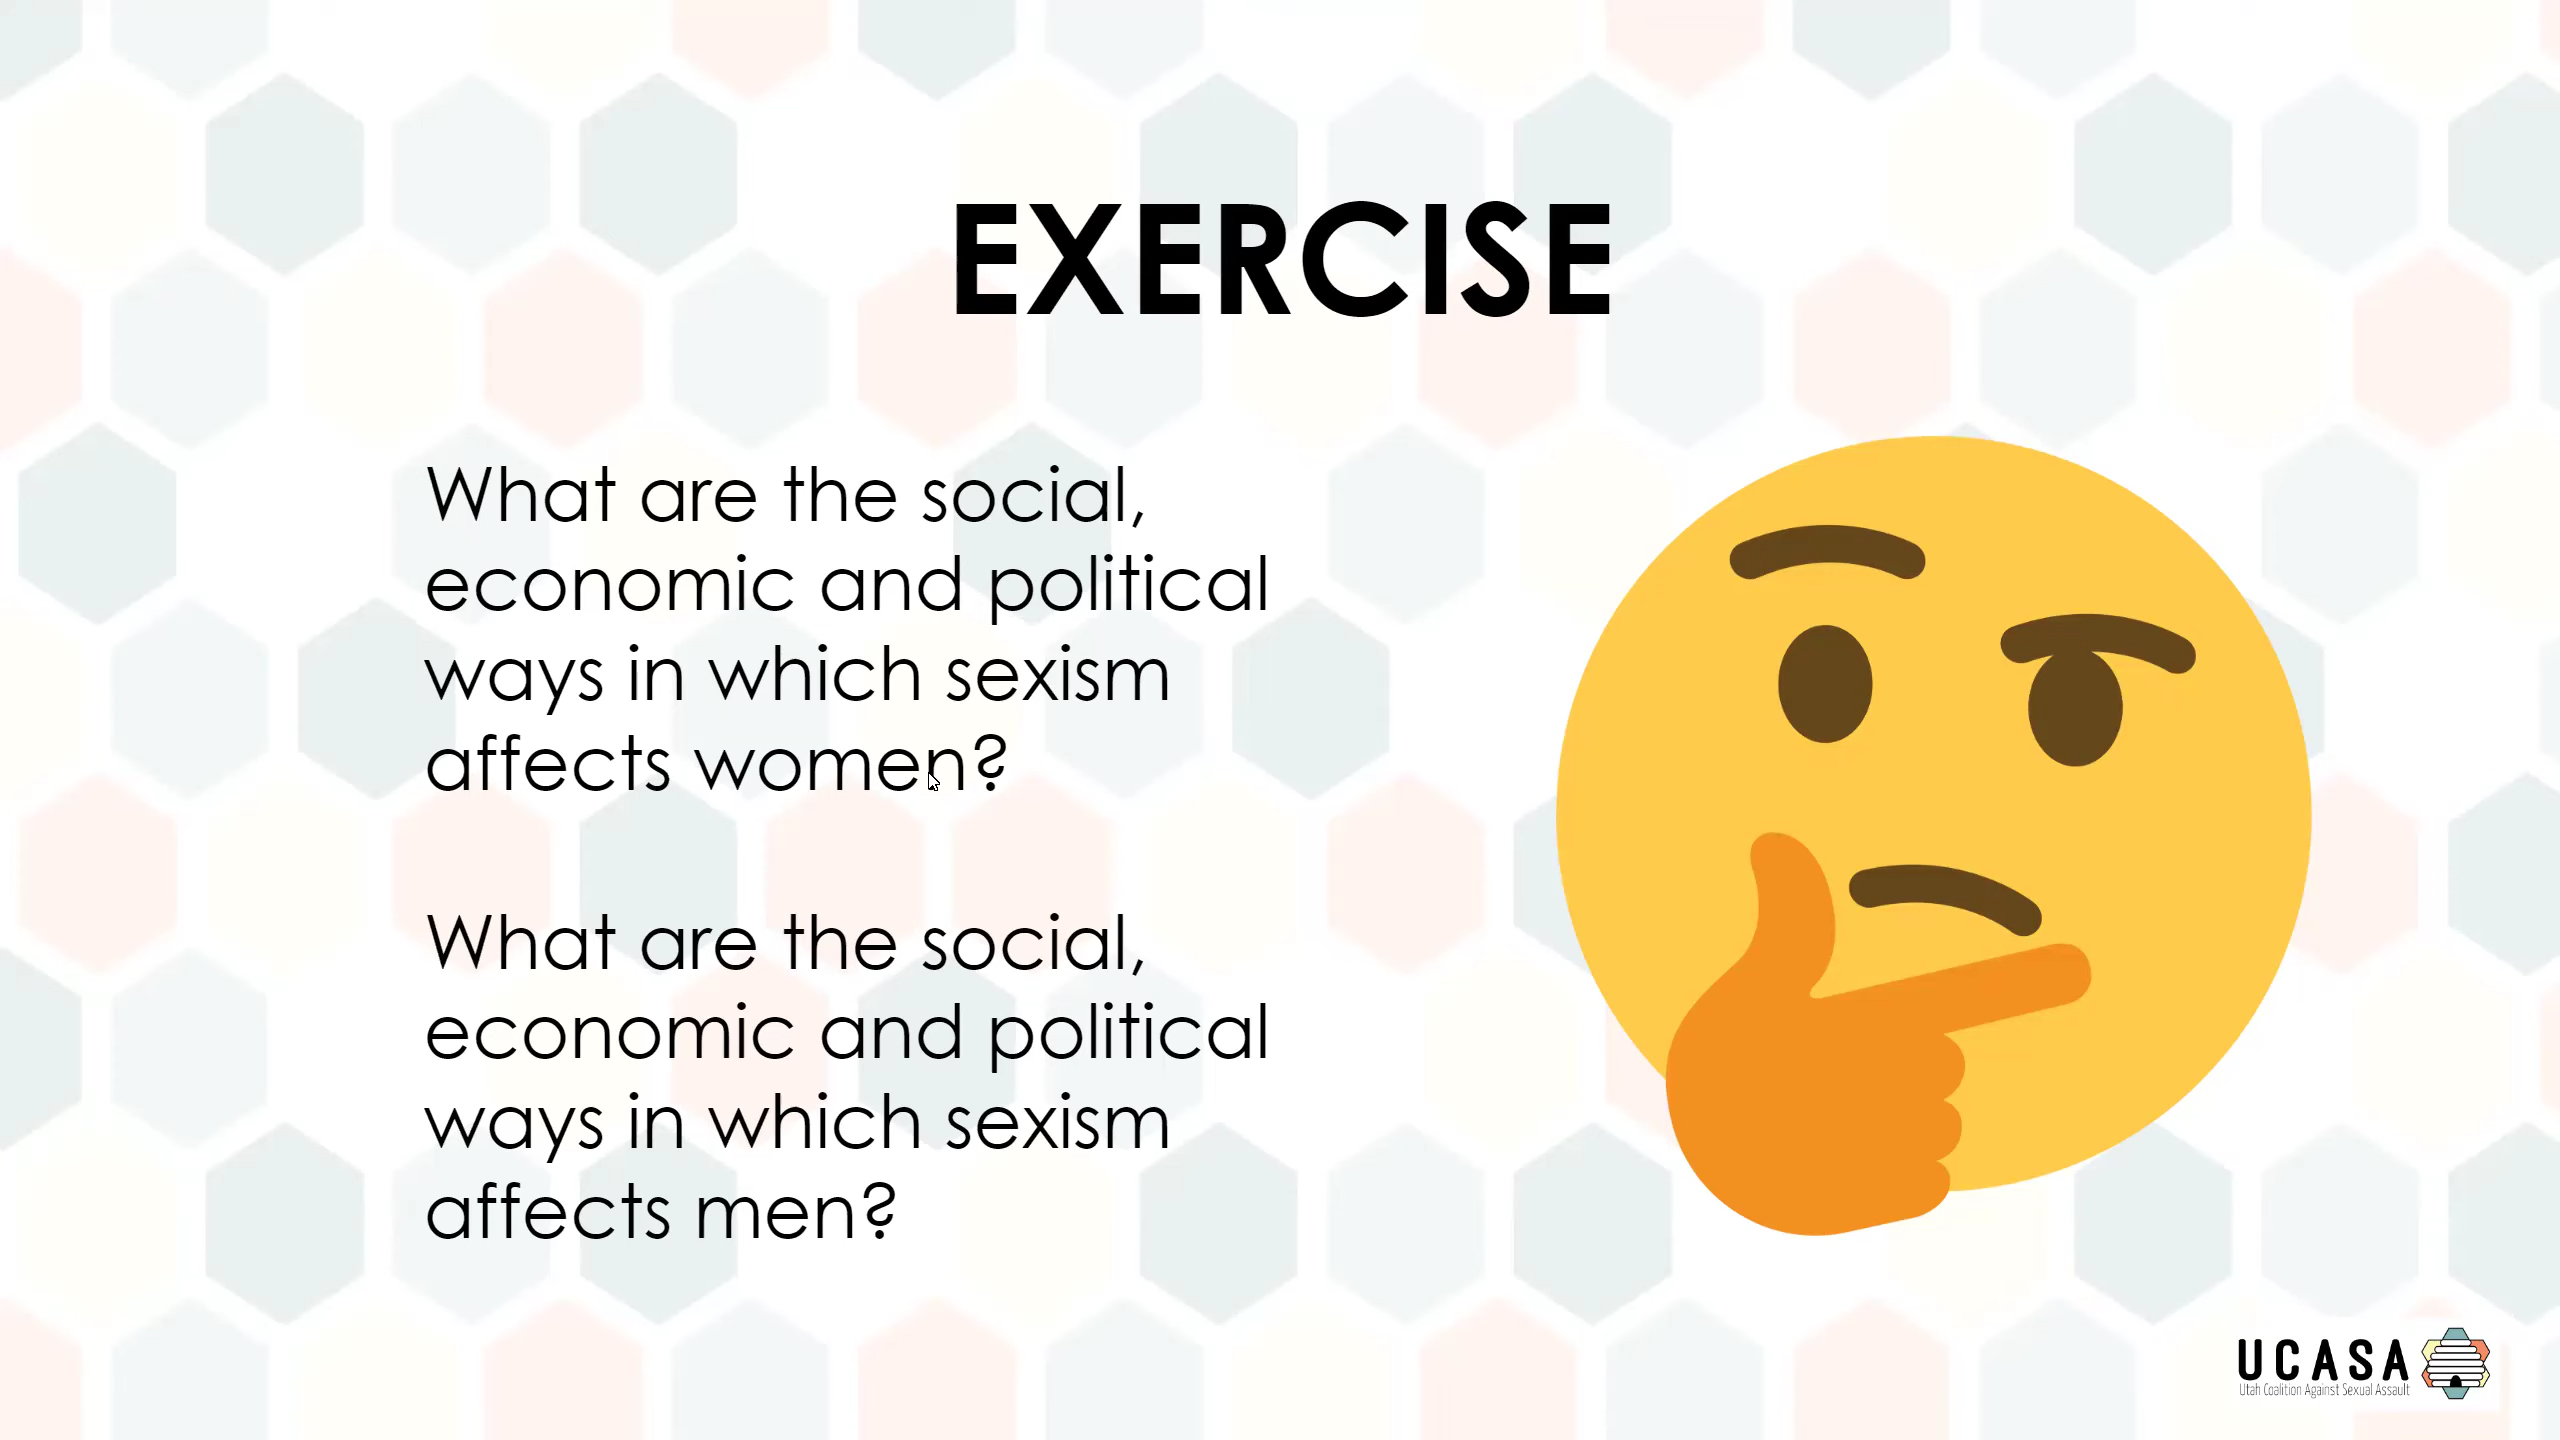 EXERCISE
What are the social,
economic and political
ways in which sexism
affects women?
What are the social,
economic and political
ways in which sexism
affects men?
UCASA
Utah Coalition Against Sexual Assault